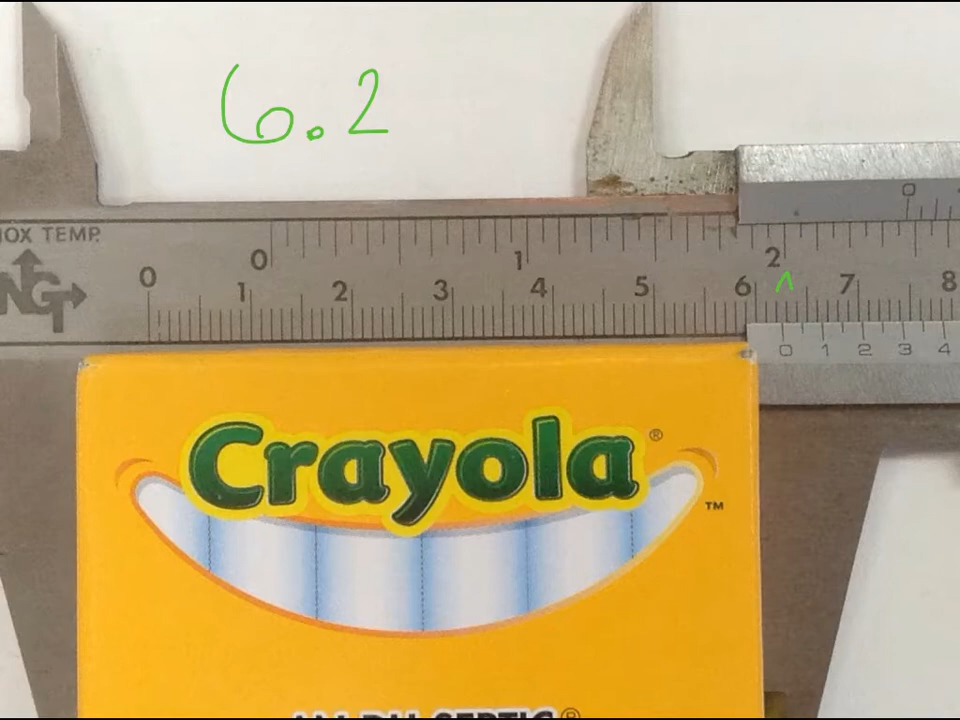 6.2
0
NOX TEMP.
0 1 2
NGT
0 1 2 3 4 5 6 7 8
^
0 1 2 3 4
Crayola®
™